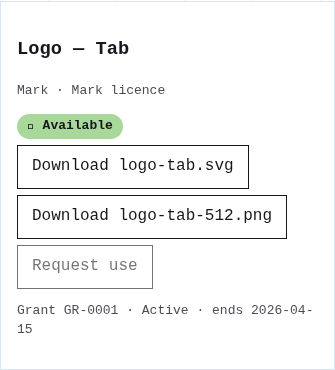 Logo — Tab
Mark · Mark licence
Available
Download logo-tab.svg
Download logo-tab-512.png
Request use
Grant GR-0001 · Active · ends 2026-04-
15